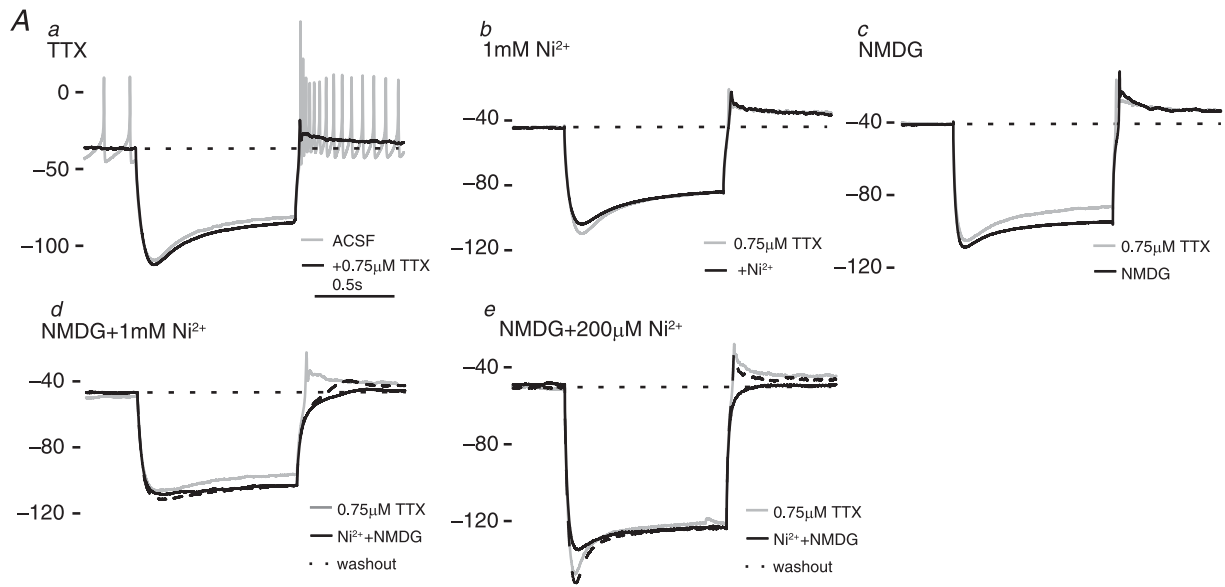 A
a
TTX
0
−50
−100
ACSF
+0.75µM TTX
0.5s
b
1mM Ni²⁺
−40
−80
−120
0.75µM TTX
+Ni²⁺
c
NMDG
−40
−80
−120
0.75µM TTX
NMDG
d
NMDG+1mM Ni²⁺
−40
−80
−120
0.75µM TTX
Ni²⁺+NMDG
washout
e
NMDG+200µM Ni²⁺
−40
−80
−120
0.75µM TTX
Ni²⁺+NMDG
washout